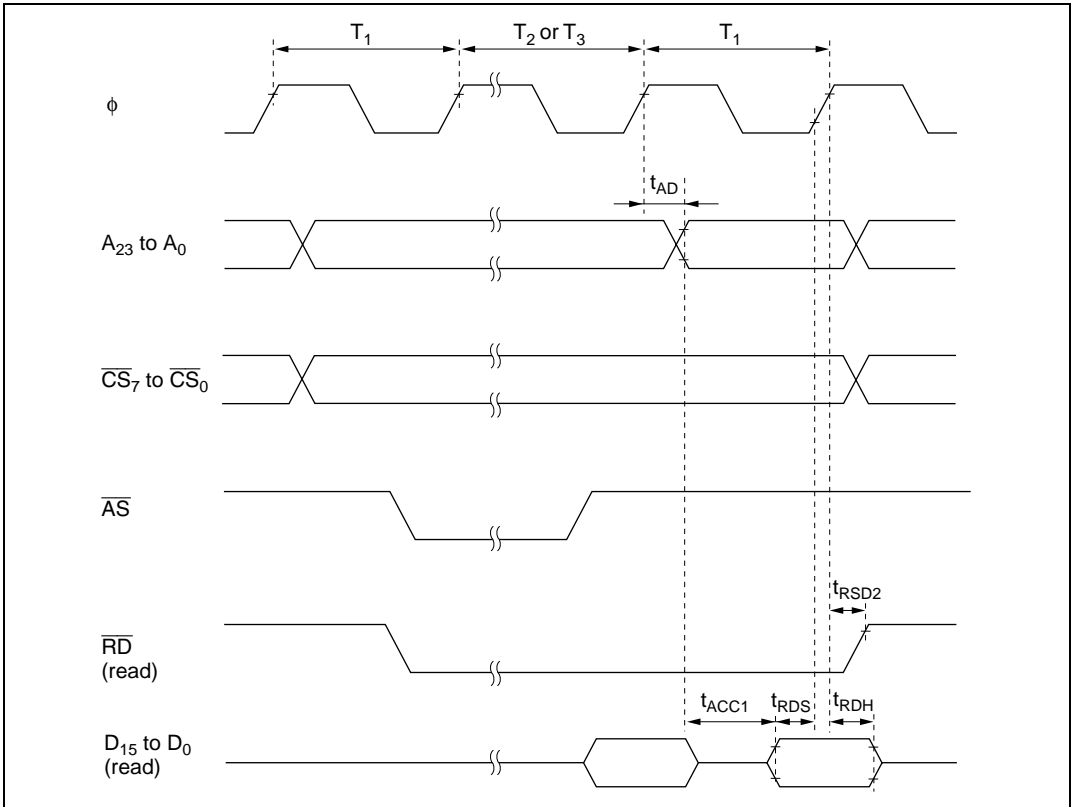 T1 T2 or T3 T1
φ
tAD
A23 to A0
CS7 to CS0
AS
tRSD2
RD
(read)
tACC1 tRDS tRDH
D15 to D0
(read)